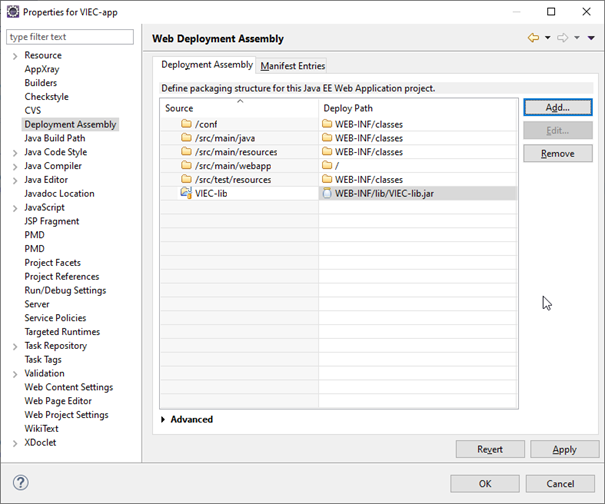 Properties for VIEC-app
type filter text
Resource
AppXray
Builders
Checkstyle
CVS
Deployment Assembly
Java Build Path
Java Code Style
Java Compiler
Java Editor
Javadoc Location
JavaScript
JSP Fragment
PMD
PMD
Project Facets
Project References
Run/Debug Settings
Server
Service Policies
Targeted Runtimes
Task Repository
Task Tags
Validation
Web Content Settings
Web Page Editor
Web Project Settings
WikiText
XDoclet
Web Deployment Assembly
Deployment Assembly Manifest Entries
Define packaging structure for this Java EE Web Application project.
Source Deploy Path
/conf WEB-INF/classes
/src/main/java WEB-INF/classes
/src/main/resources WEB-INF/classes
/src/main/webapp /
/src/test/resources WEB-INF/classes
VIEC-lib WEB-INF/lib/VIEC-lib.jar
Add...
Edit...
Remove
Advanced
Revert Apply
? OK Cancel